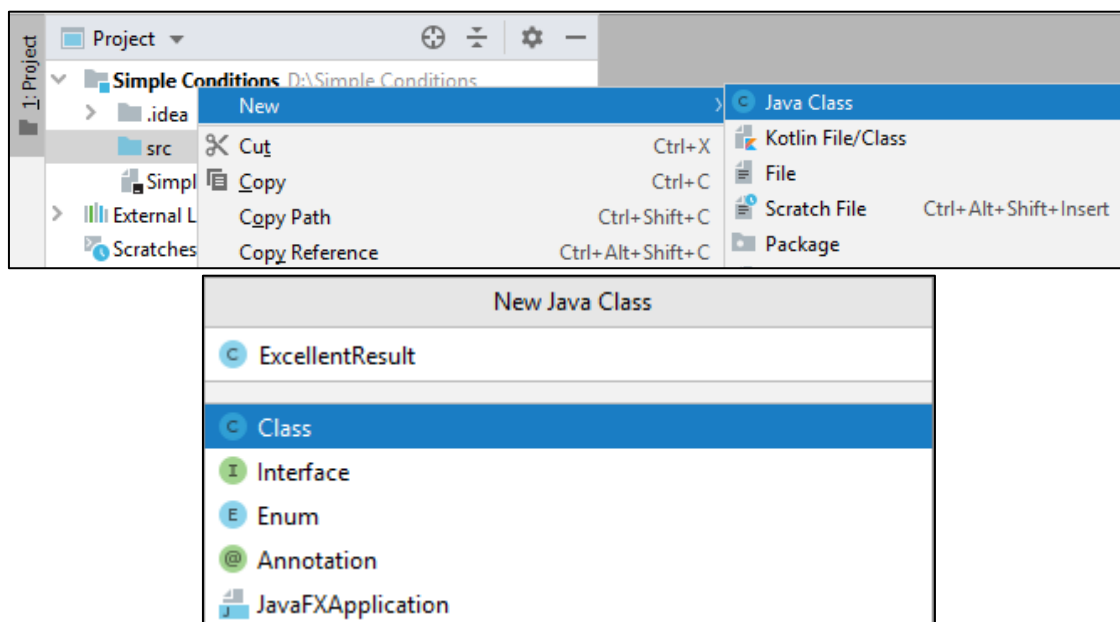 1: Project
Project
Simple Conditions D:\Simple Conditions
.idea
src
Simpl
External L
Scratches
New
Cut Ctrl+X
Copy Ctrl+C
Copy Path Ctrl+Shift+C
Copy Reference Ctrl+Alt+Shift+C
Java Class
Kotlin File/Class
File
Scratch File Ctrl+Alt+Shift+Insert
Package
New Java Class
C ExcellentResult
C Class
I Interface
E Enum
@ Annotation
J JavaFXApplication